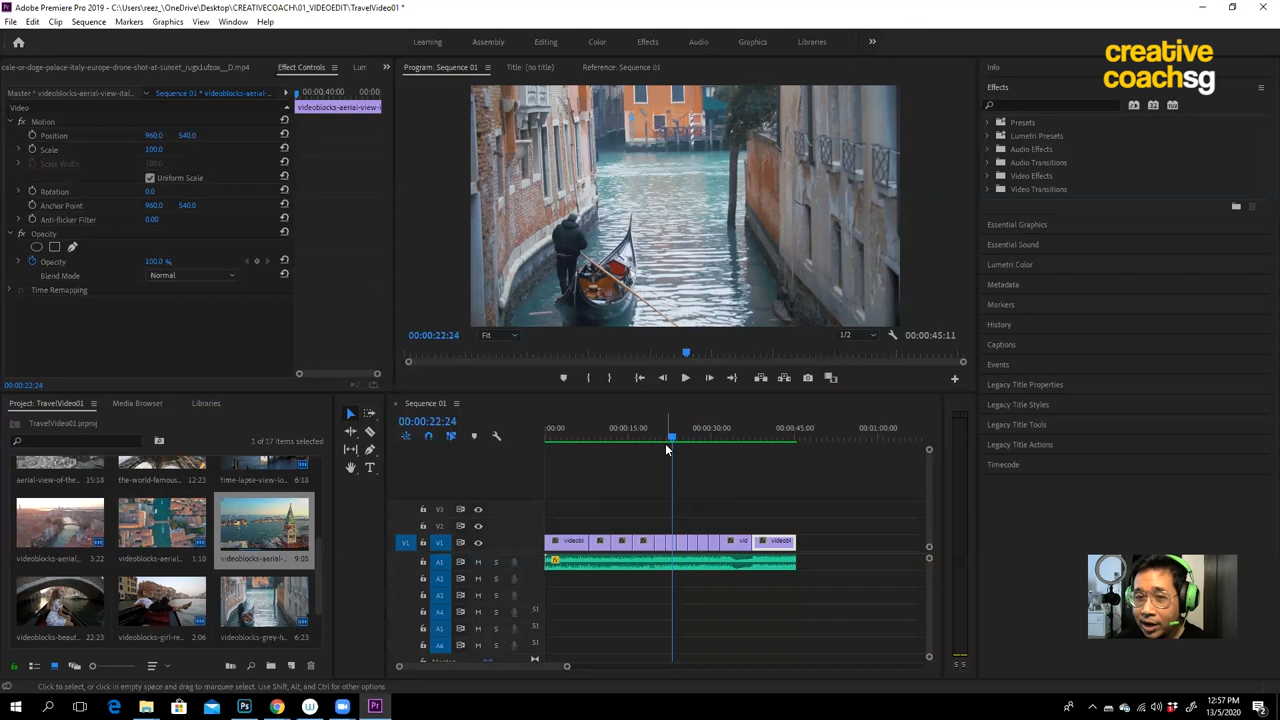 Adobe Premiere Pro 2019 - C:\Users\reez_\OneDrive\Desktop\CREATIVECOACH\01_VIDEOEDIT\TravelVideo01 *
File Edit Clip Sequence Markers Graphics View Window Help
Learning Assembly Editing Color Effects Audio Graphics Libraries
creative
coachsg
Effect Controls
Program: Sequence 01
Title: (no title)
Reference: Sequence 01
Info
Master * videoblocks-aerial-view-ital...
Sequence 01 * videoblocks-aerial-...
00:00:40:00
00:00:
Effects
Video
videoblocks-aerial-view-i
Motion
Position 960.0 540.0
Scale 100.0
Scale Width 100.0
Uniform Scale
Rotation 0.0
Anchor Point 960.0 540.0
Anti-flicker Filter 0.00
Opacity
Opacity 100.0 %
Blend Mode Normal
Time Remapping
00:00:22:24
Presets
Lumetri Presets
Audio Effects
Audio Transitions
Video Effects
Video Transitions
Essential Graphics
Essential Sound
Lumetri Color
Metadata
Markers
History
Captions
Events
Legacy Title Properties
Legacy Title Styles
Legacy Title Tools
Legacy Title Actions
Timecode
00:00:22:24 Fit 1/2 00:00:45:11
Project: TravelVideo01
Media Browser
Libraries
TravelVideo01.prproj
1 of 17 items selected
aerial-view-of-the... 15:18
the-world-famous... 12:23
time-lapse-view-lo... 6:18
videoblocks-aerial... 3:22
videoblocks-aerial... 1:10
videoblocks-aerial-... 9:05
videoblocks-beaut... 22:23
videoblocks-girl-re... 2:06
videoblocks-grey-h... 6:23
Sequence 01
00:00:22:24
:00:00 00:00:15:00 00:00:30:00 00:00:45:00 00:01:00:00
V3
V2
V1 V1 videobl vid videobl
A1 M S
A2 M S
A3 M S
A4 M S S1
A5 M S S1
A6 M S S1
Master 0.0
S S
Click to select, or click in empty space and drag to marquee select. Use Shift, Alt, and Ctrl for other options.
12:57 PM
13/5/2020